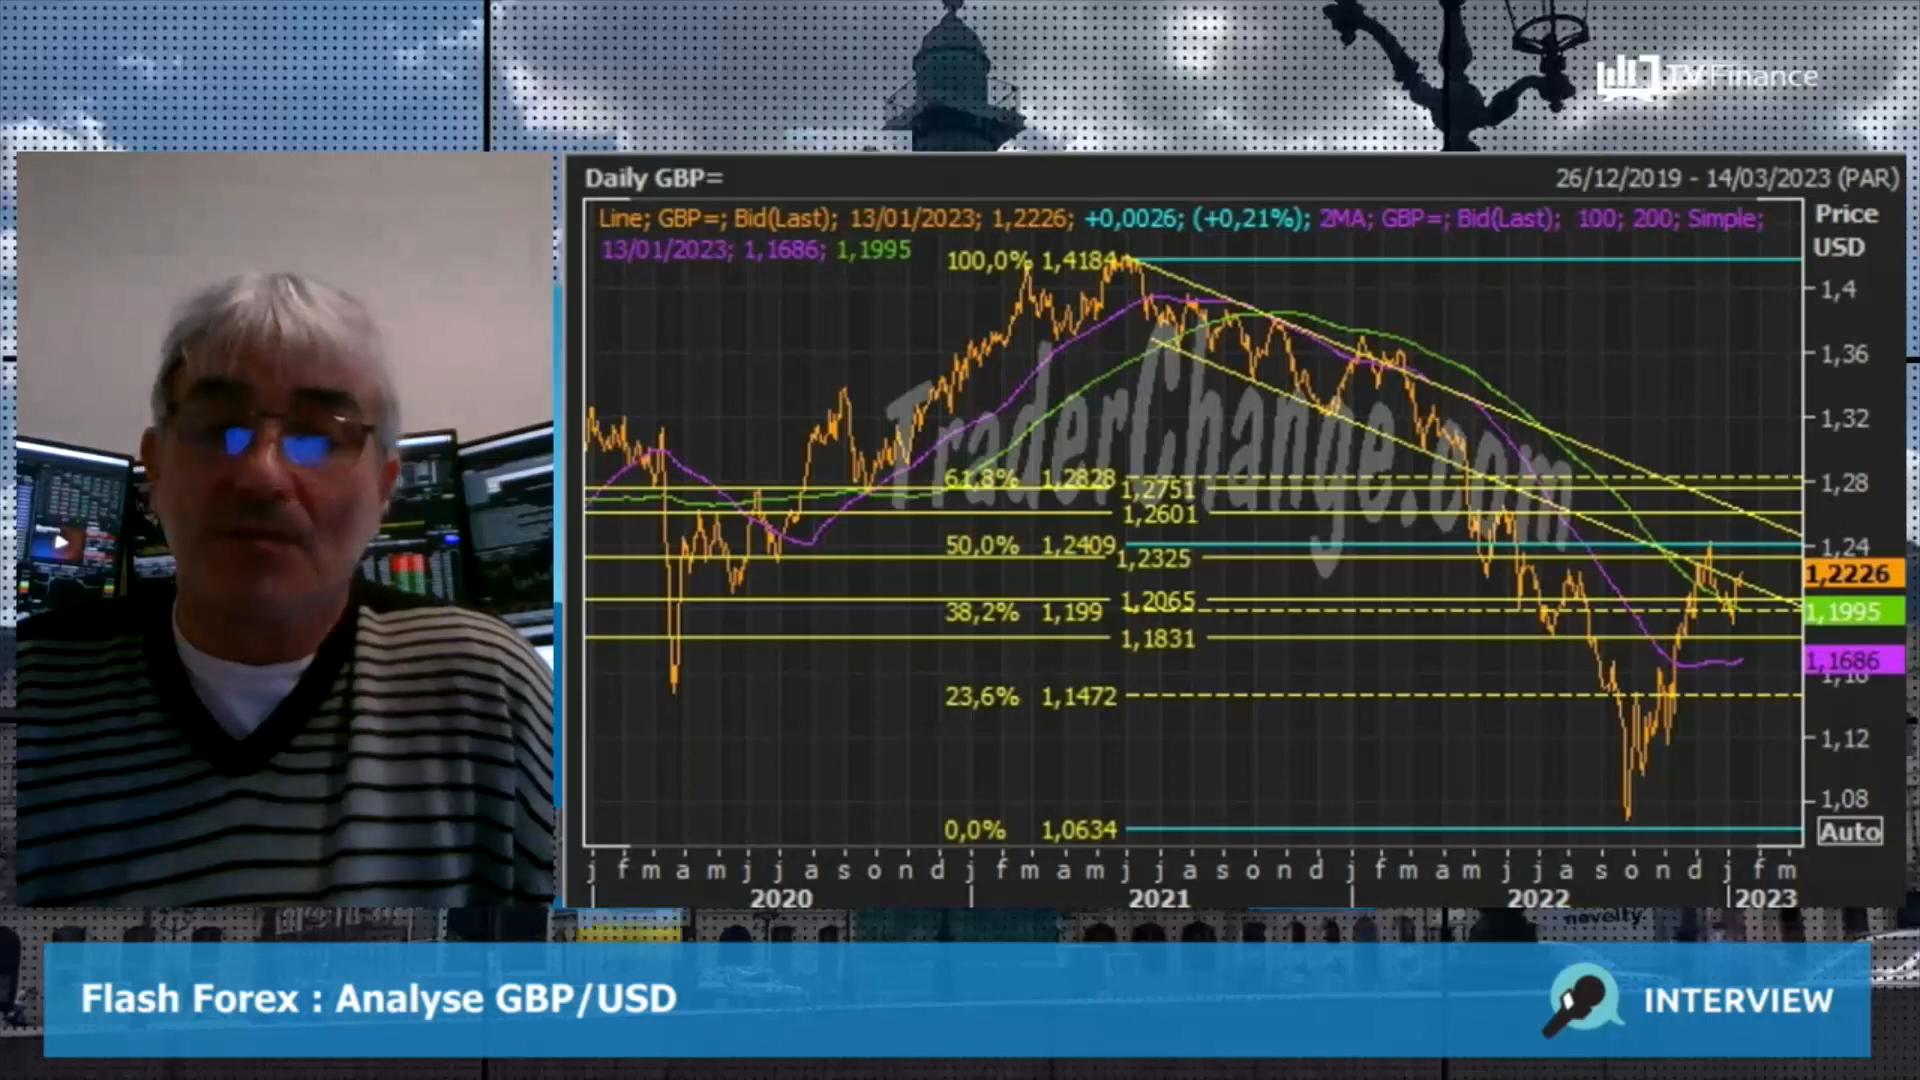 TV Finance
Daily GBP=
26/12/2019 - 14/03/2023 (PAR)
Line; GBP=; Bid(Last); 13/01/2023; 1,2226; +0,0026; (+0,21%); 2MA; GBP=; Bid(Last); 100; 200; Simple;
13/01/2023; 1,1686; 1,1995
Price
USD
100,0% 1,4184
1,4
1,36
1,32
TraderChange.com
61,8% 1,2828
1,28
1,2751
1,2601
50,0% 1,2409
1,24
1,2325
1,2226
1,2065
38,2% 1,199
1,1995
1,1831
1,1686
1,16
23,6% 1,1472
1,12
1,08
0,0% 1,0634
Auto
j f m a m j j a s o n d j f m a m j j a s o n d j f m a m j j a s o n d j f m
2020 2021 2022 2023
novelty.
Flash Forex : Analyse GBP/USD
INTERVIEW